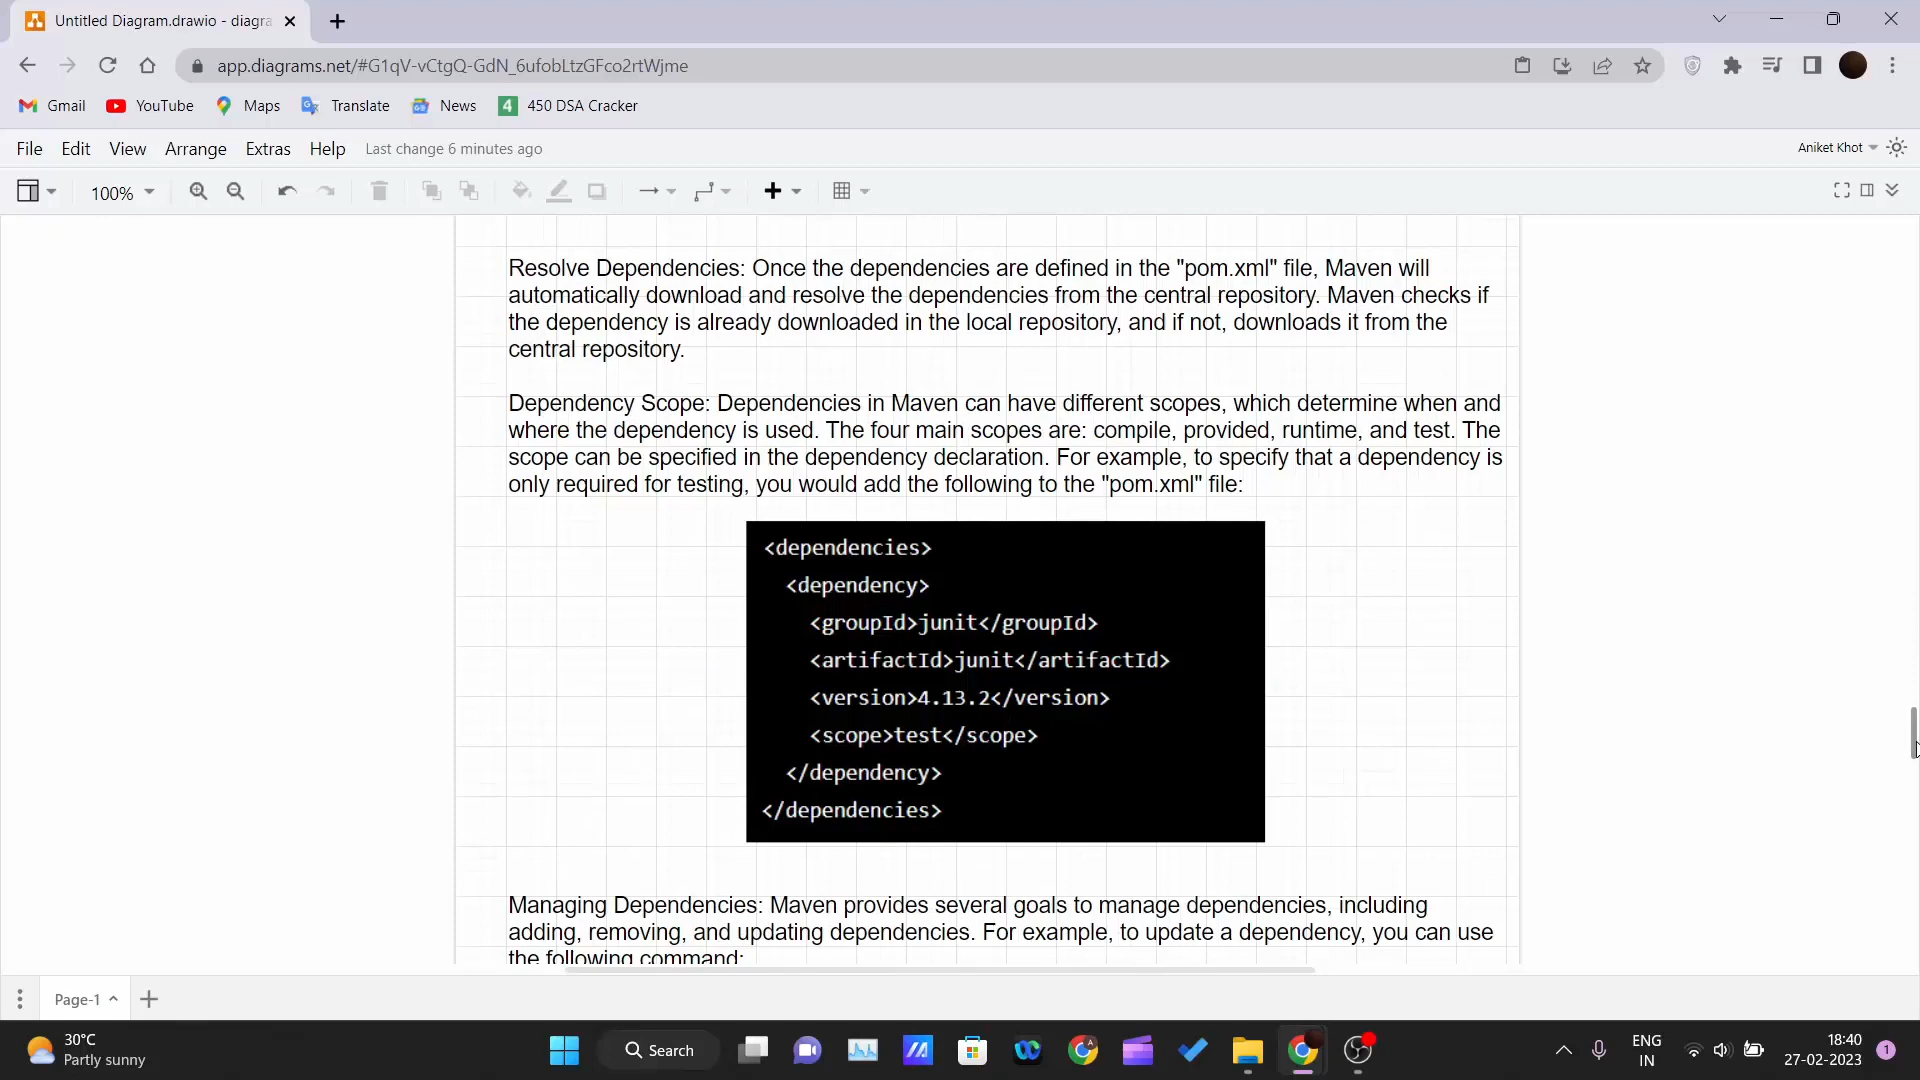 Untitled Diagram.drawio - diagra
app.diagrams.net/#G1qV-vCtgQ-GdN_6ufobLtzGFco2rtWjme
Gmail YouTube Maps Translate News 4 450 DSA Cracker
File Edit View Arrange Extras Help Last change 6 minutes ago Aniket Khot
100%
Resolve Dependencies: Once the dependencies are defined in the "pom.xml" file, Maven will
automatically download and resolve the dependencies from the central repository. Maven checks if
the dependency is already downloaded in the local repository, and if not, downloads it from the
central repository.
Dependency Scope: Dependencies in Maven can have different scopes, which determine when and
where the dependency is used. The four main scopes are: compile, provided, runtime, and test. The
scope can be specified in the dependency declaration. For example, to specify that a dependency is
only required for testing, you would add the following to the "pom.xml" file:
<dependencies>
<dependency>
<groupId>junit</groupId>
<artifactId>junit</artifactId>
<version>4.13.2</version>
<scope>test</scope>
</dependency>
</dependencies>
Managing Dependencies: Maven provides several goals to manage dependencies, including
adding, removing, and updating dependencies. For example, to update a dependency, you can use
the following command:
Page-1
30°C
Partly sunny
Search
A
ENG
IN
18:40
27-02-2023
1